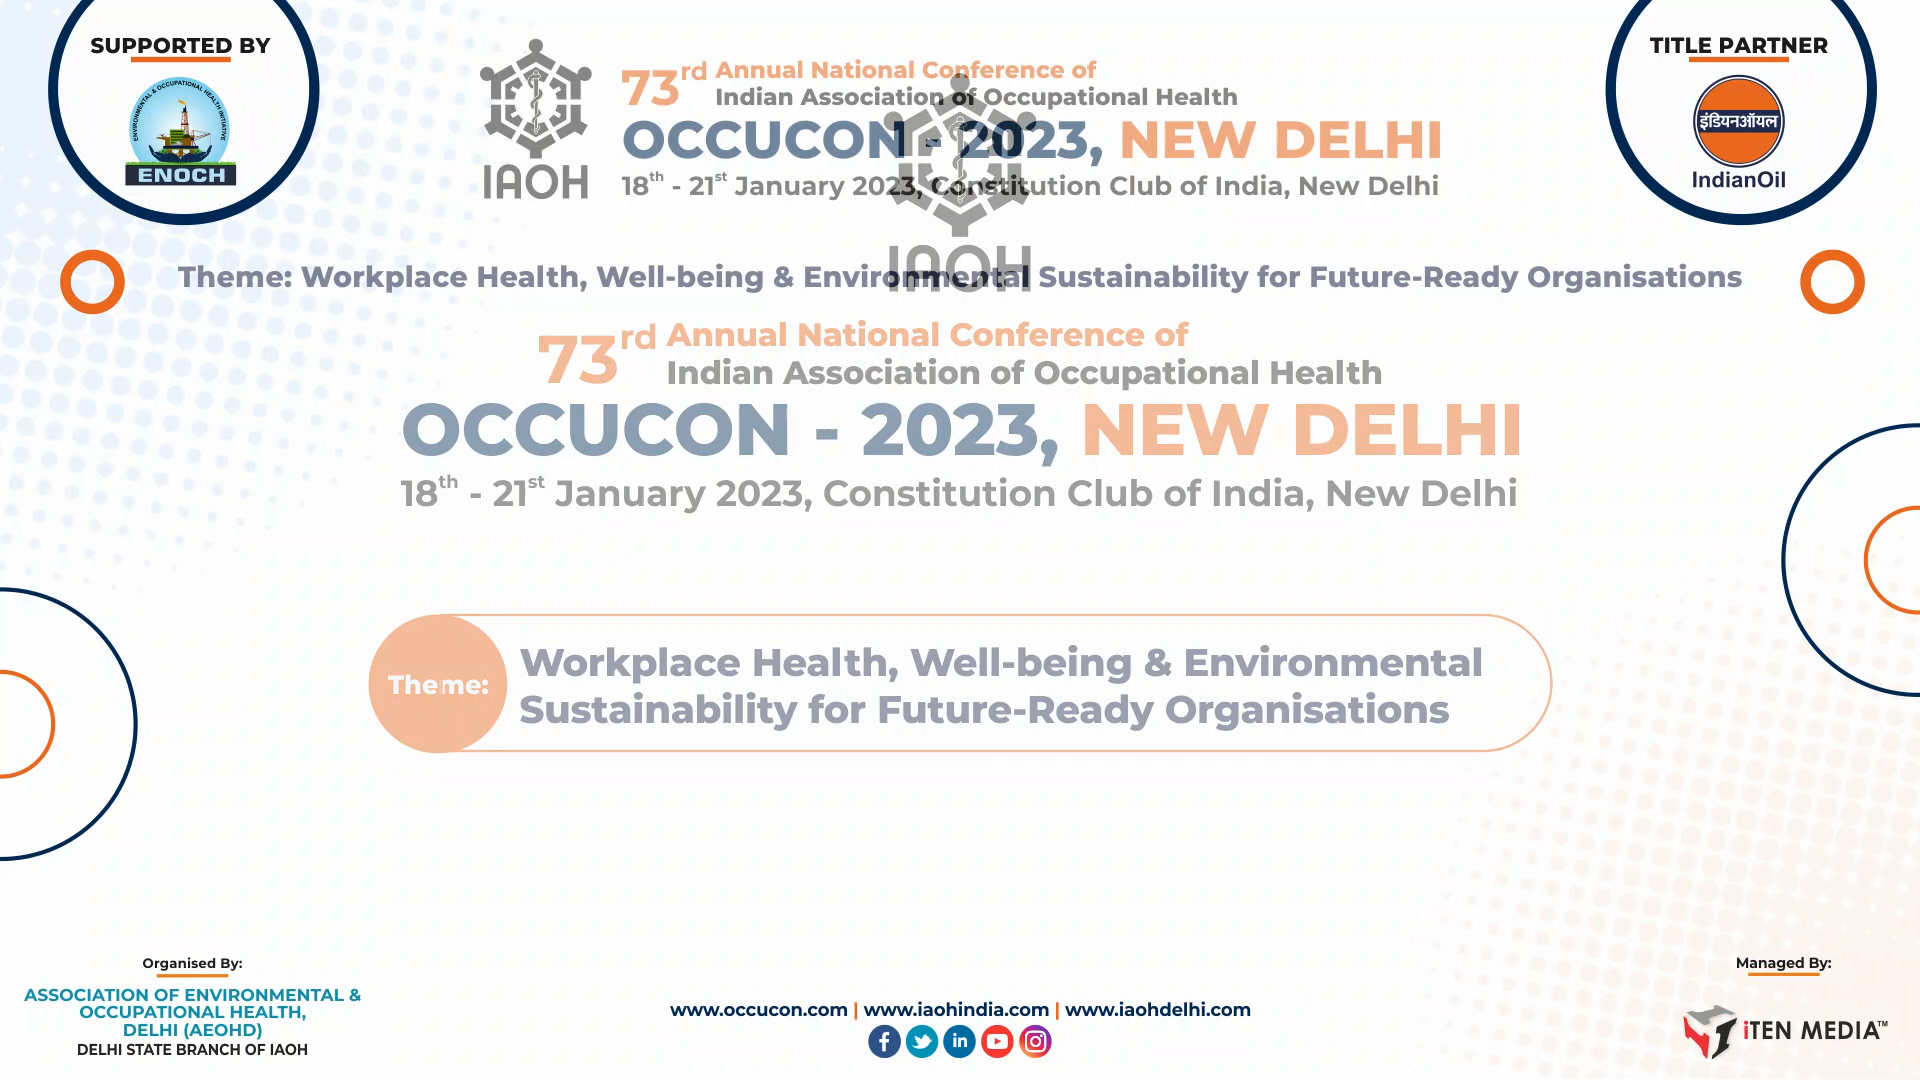 SUPPORTED BY
ENVIRONMENTAL & OCCUPATIONAL HEALTH INITIATIVE
ENOCH
IAOH
73rd Annual National Conference of
Indian Association of Occupational Health
OCCUCON - 2023, NEW DELHI
18th - 21st January 2023, Constitution Club of India, New Delhi
TITLE PARTNER
इंडियनऑयल
IndianOil
IAOH
Theme: Workplace Health, Well-being & Environmental Sustainability for Future-Ready Organisations
73rd Annual National Conference of
Indian Association of Occupational Health
OCCUCON - 2023, NEW DELHI
18th - 21st January 2023, Constitution Club of India, New Delhi
Theme:
Workplace Health, Well-being & Environmental
Sustainability for Future-Ready Organisations
Organised By:
ASSOCIATION OF ENVIRONMENTAL &
OCCUPATIONAL HEALTH,
DELHI (AEOHD)
DELHI STATE BRANCH OF IAOH
www.occucon.com | www.iaohindia.com | www.iaohdelhi.com
Managed By:
iTEN MEDIA™